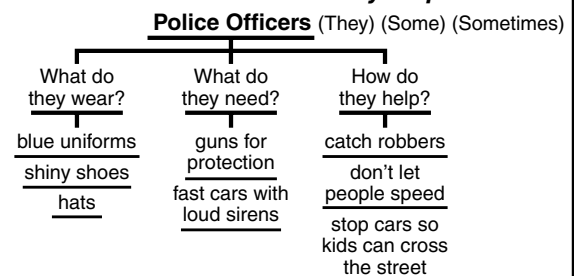 Police Officers (They) (Some) (Sometimes)
What do
they wear?
blue uniforms
shiny shoes
hats
What do
they need?
guns for
protection
fast cars with
loud sirens
How do
they help?
catch robbers
don't let
people speed
stop cars so
kids can cross
the street